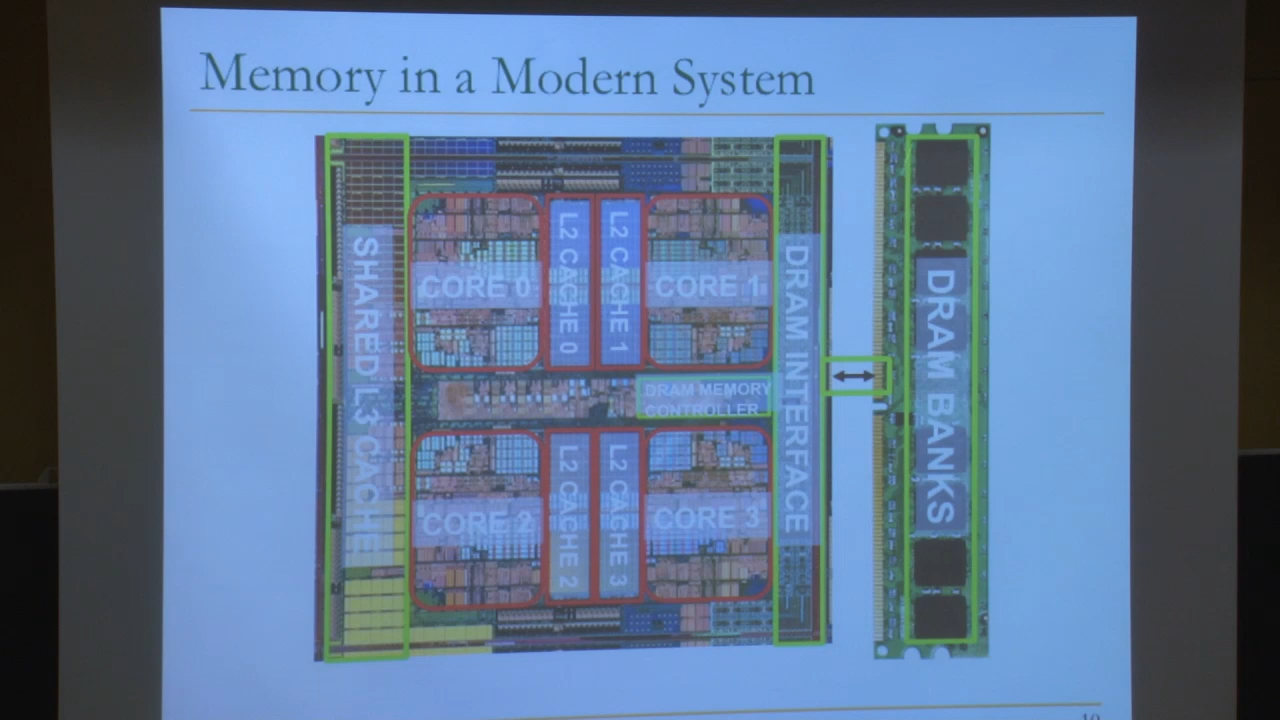 Memory in a Modern System
SHARED L3 CACHE
CORE 0
L2 CACHE 0
L2 CACHE 1
CORE 1
DRAM INTERFACE
DRAM BANKS
DRAM MEMORY
CONTROLLER
CORE 2
L2 CACHE 2
L2 CACHE 3
CORE 3